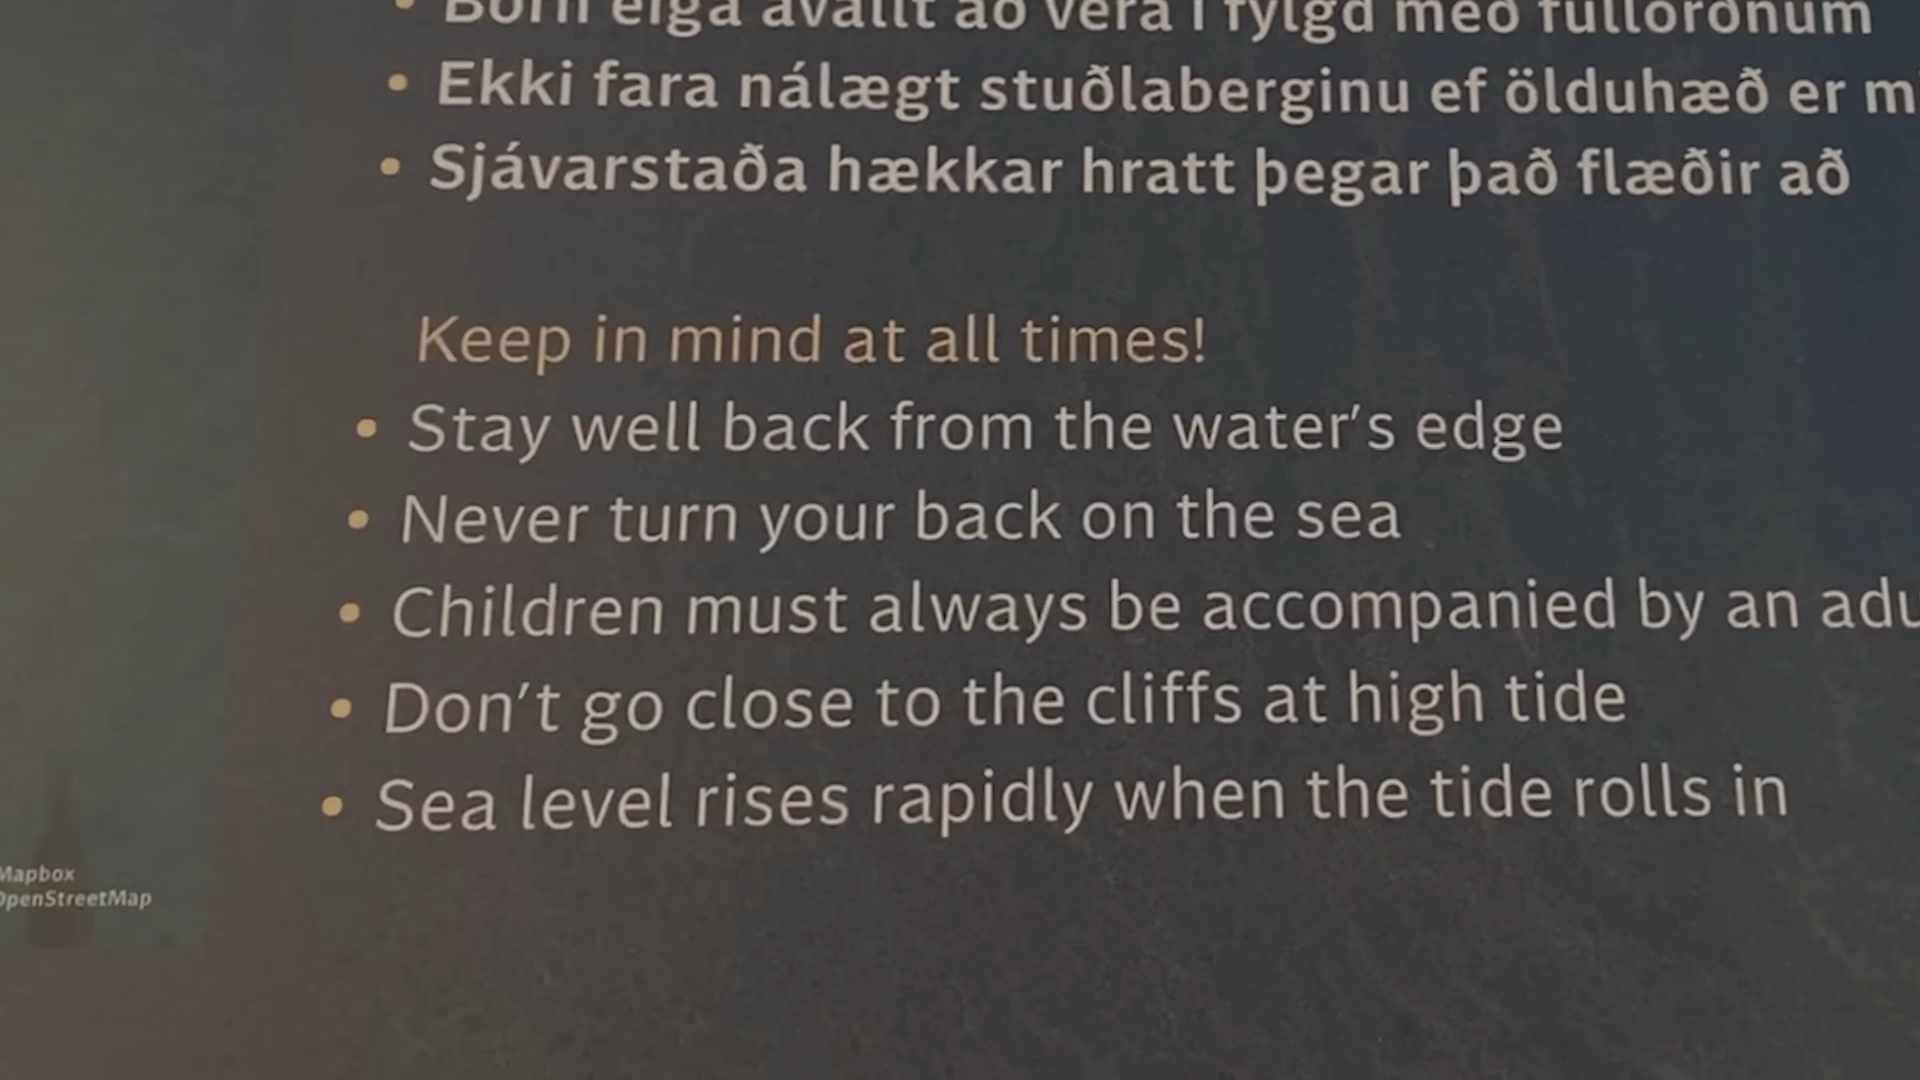 Börn eiga ávallt að vera í fylgd með fullorðnum
Ekki fara nálægt stuðlaberginu ef ölduhæð er
Sjávarstaða hækkar hratt þegar það flæðir að
Keep in mind at all times!
Stay well back from the water's edge
Never turn your back on the sea
Children must always be accompanied by an
Don't go close to the cliffs at high tide
Sea level rises rapidly when the tide rolls in
Mapbox
OpenStreetMap